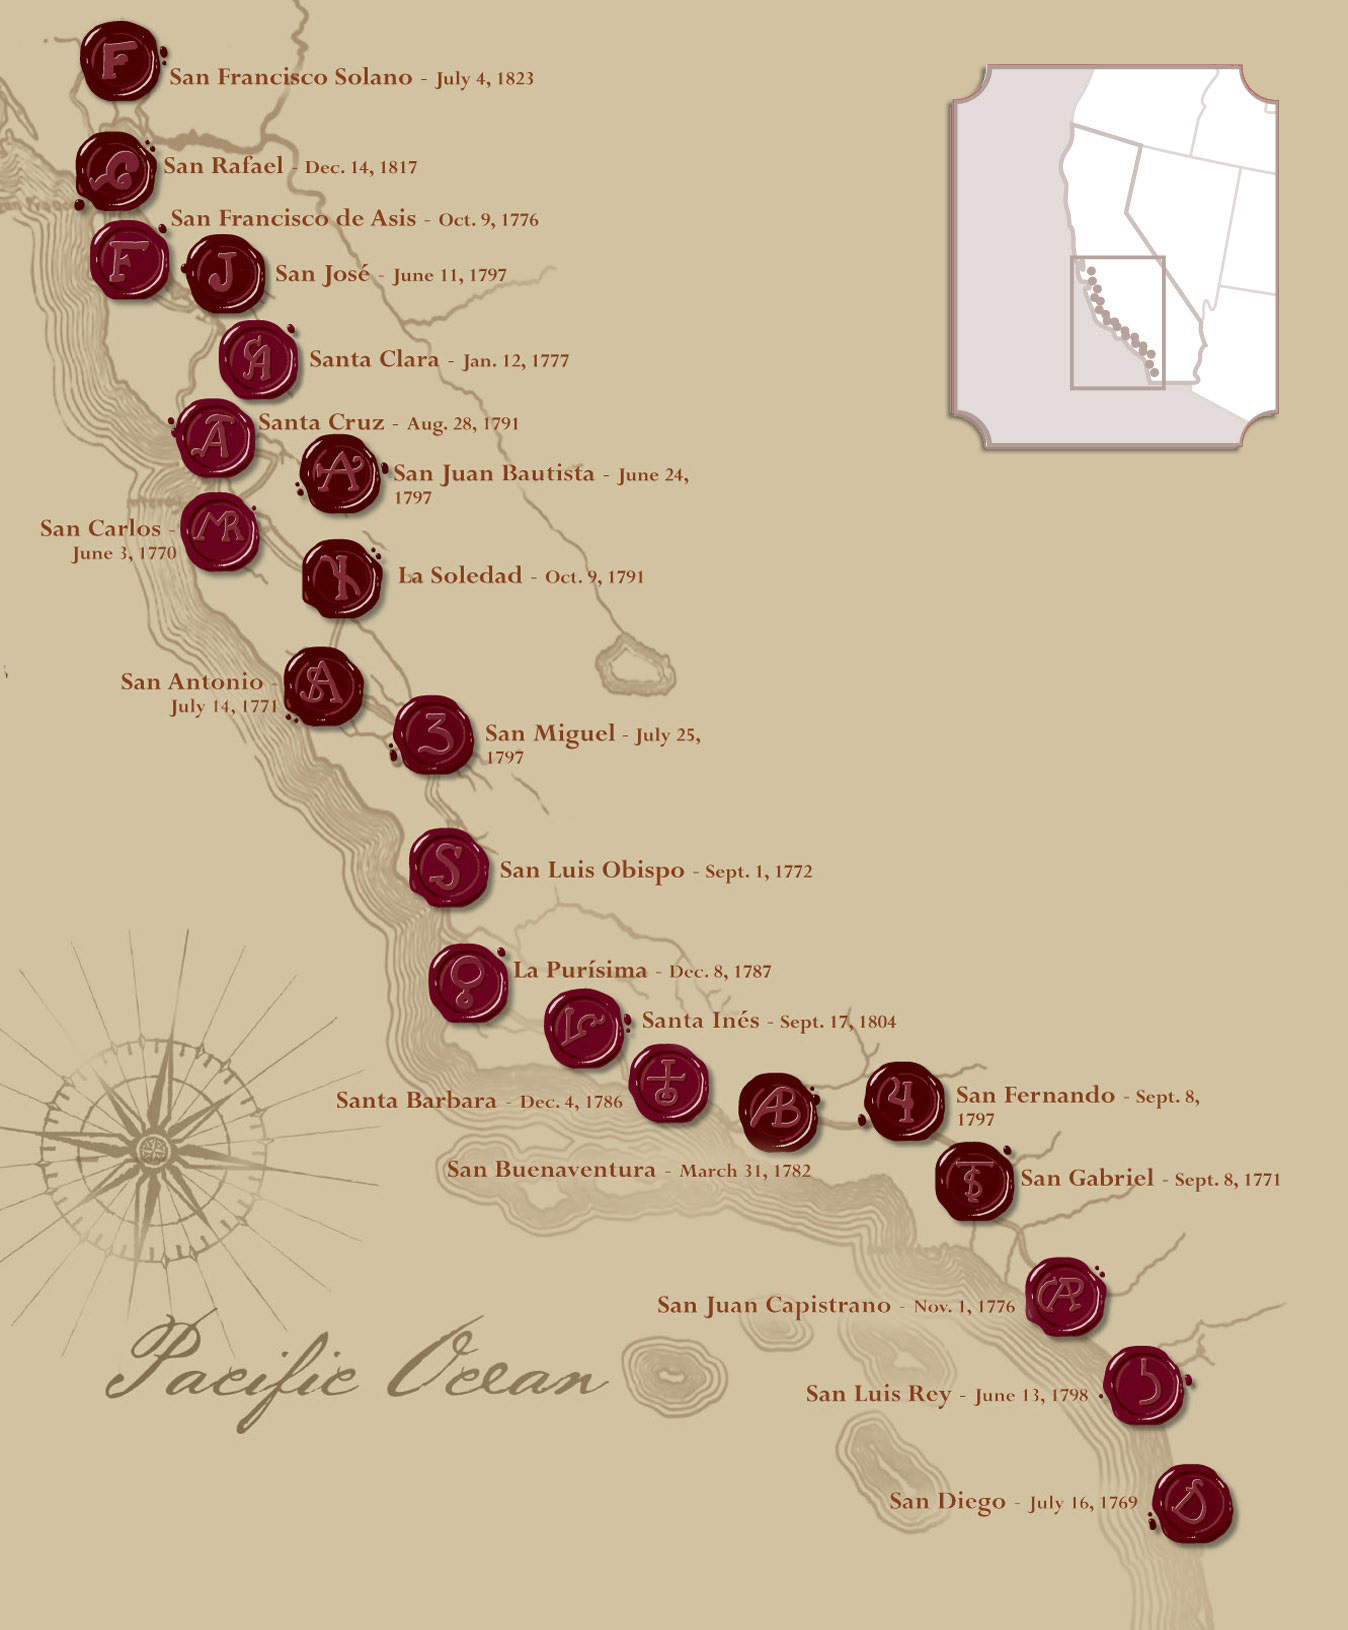 San Francisco Solano - July 4, 1823
San Rafael - Dec. 14, 1817
San Francisco de Asis - Oct. 9, 1776
San José - June 11, 1797
Santa Clara - Jan. 12, 1777
Santa Cruz - Aug. 28, 1791
San Juan Bautista - June 24,
1797
San Carlos -
June 3, 1770
La Soledad - Oct. 9, 1791
San Antonio -
July 14, 1771
San Miguel - July 25,
1797
San Luis Obispo - Sept. 1, 1772
La Purísima - Dec. 8, 1787
Santa Inés - Sept. 17, 1804
Santa Barbara - Dec. 4, 1786
San Fernando - Sept. 8,
1797
San Buenaventura - March 31, 1782
San Gabriel - Sept. 8, 1771
San Juan Capistrano - Nov. 1, 1776
Pacific Ocean
San Luis Rey - June 13, 1798
San Diego - July 16, 1769